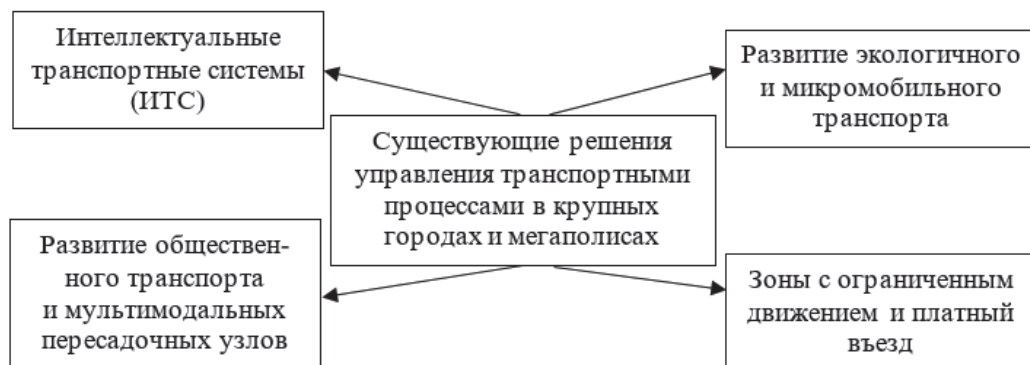 Интеллектуальные
транспортные системы
(ИТС)
Развитие экологичного
и микромобильного
транспорта
Существующие решения
управления транспортными
процессами в крупных
городах и мегаполисах
Развитие обществен-
ного транспорта
и мультимодальных
пересадочных узлов
Зоны с ограниченным
движением и платный
въезд